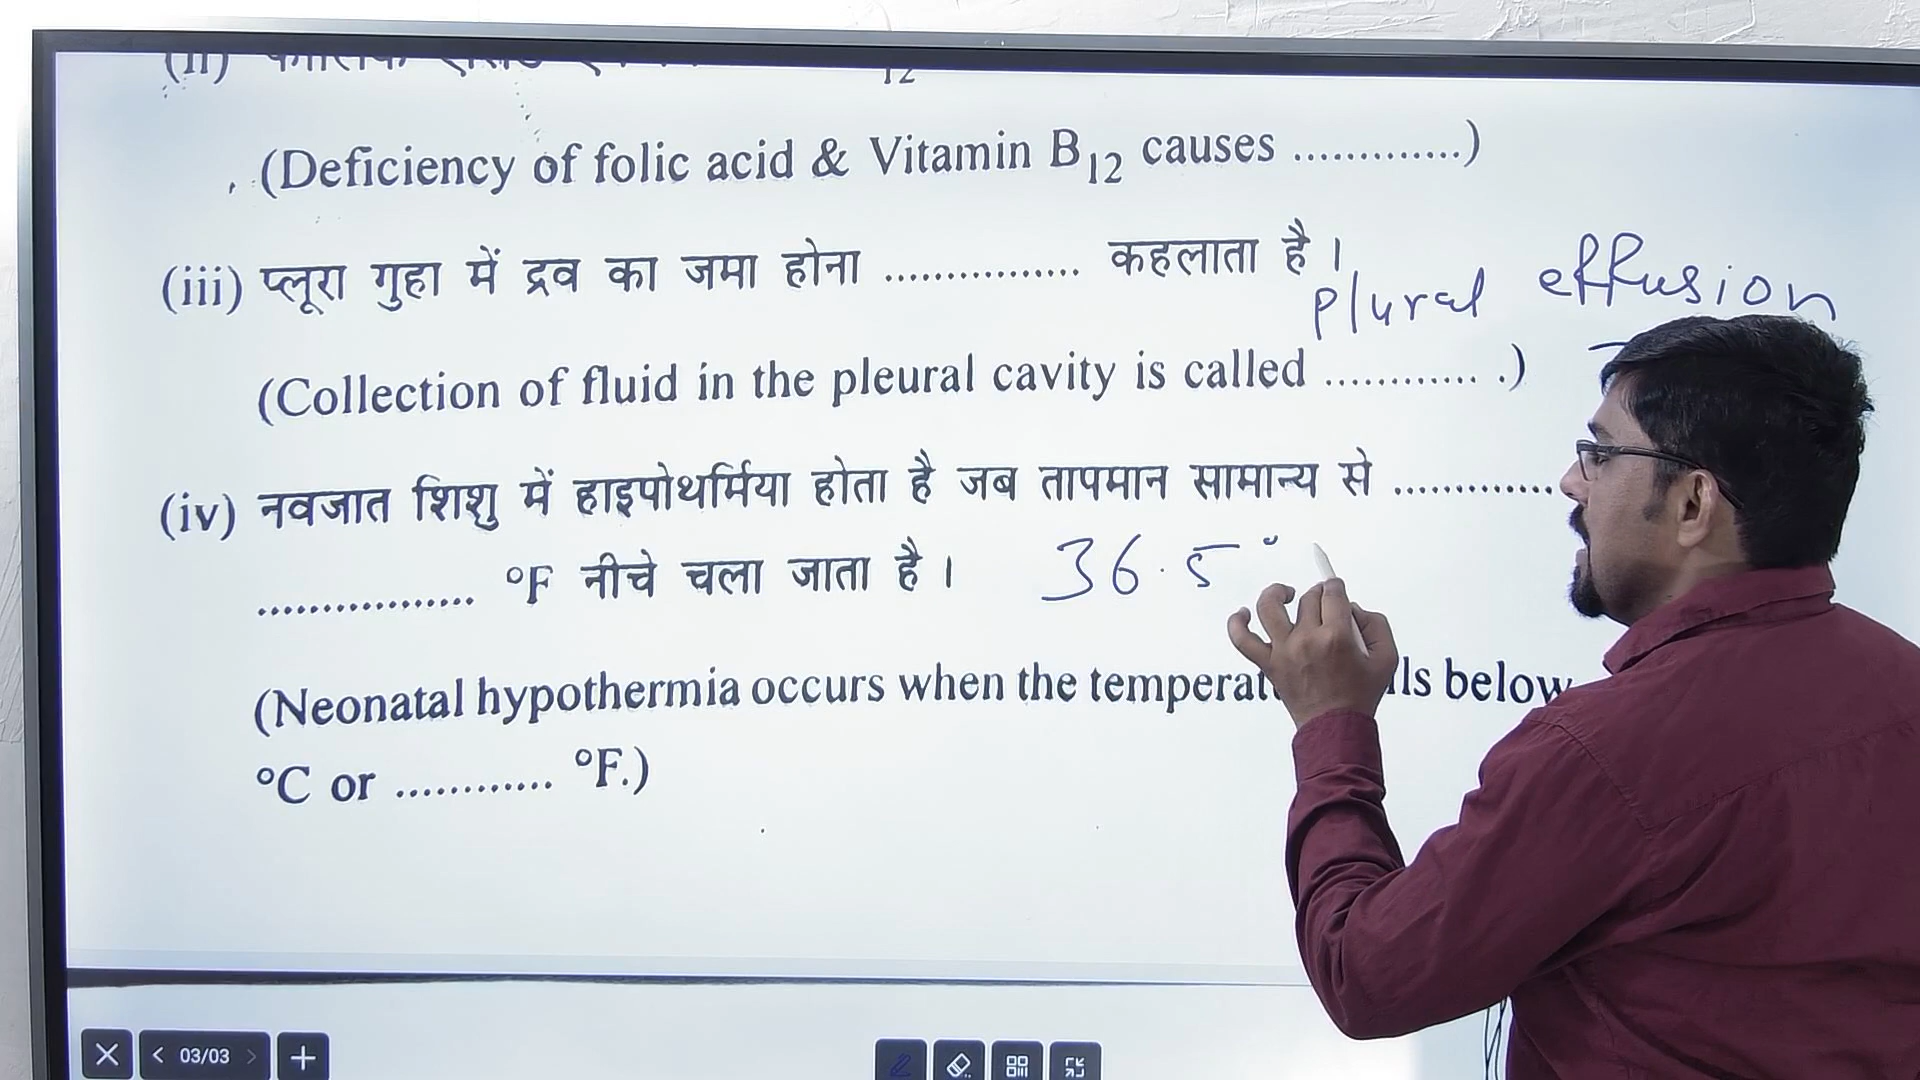 (ii)
12
(Deficiency of folic acid & Vitamin B12 causes .............)
(iii) प्लूरा गुहा में द्रव का जमा होना ................ कहलाता है।
plural effusion
(Collection of fluid in the pleural cavity is called ............ .)
(iv) नवजात शिशु में हाइपोथर्मिया होता है जब तापमान सामान्य से .............
................. °F नीचे चला जाता है।
36.5°
(Neonatal hypothermia occurs when the below
°C or ............ °F.)
03/03